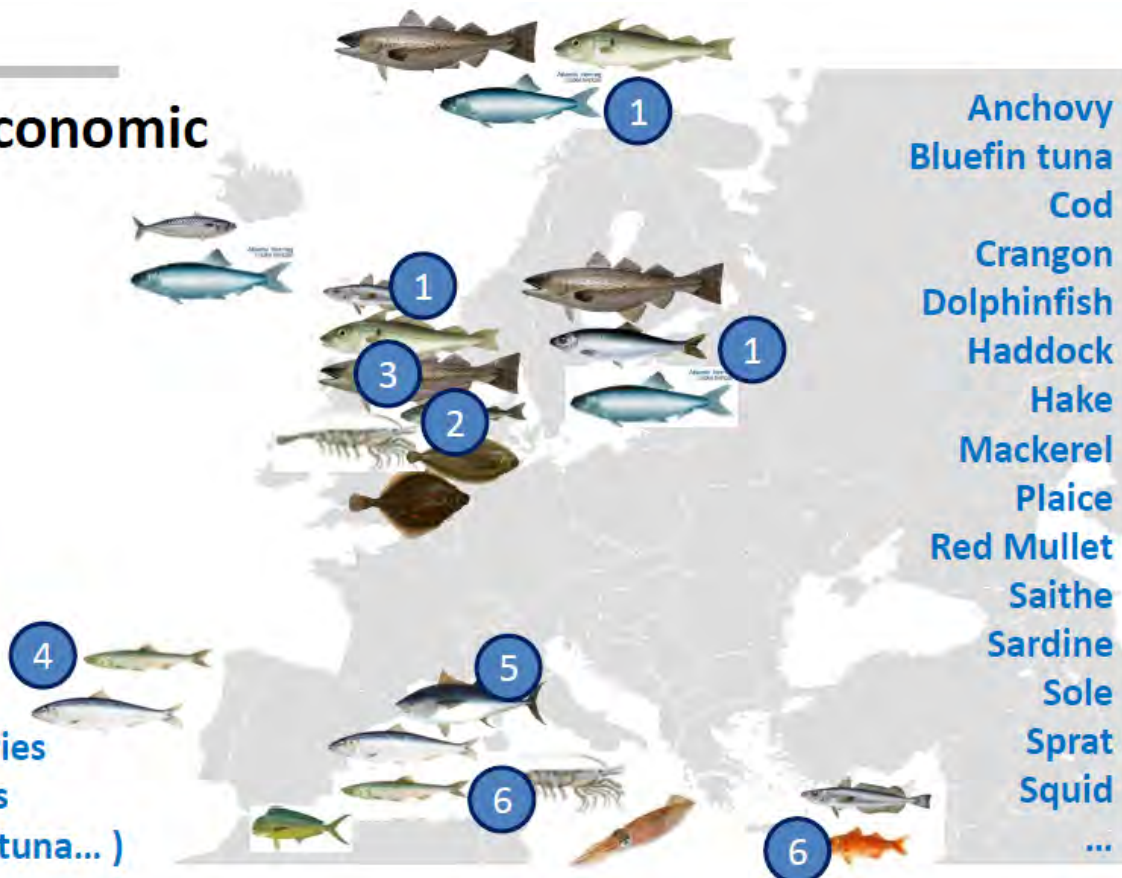 conomic
1
1
3
2
1
4
5
6
6
ies
s
tuna... )
Anchovy
Bluefin tuna
Cod
Crangon
Dolphinfish
Haddock
Hake
Mackerel
Plaice
Red Mullet
Saithe
Sardine
Sole
Sprat
Squid
...